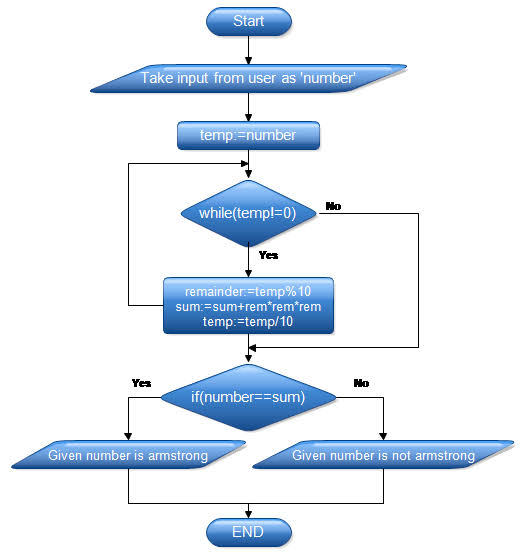 Start
Take input from user as 'number'
temp:=number
while(temp!=0)
No
Yes
remainder:=temp%10
sum:=sum+rem*rem*rem
temp:=temp/10
Yes
if(number==sum)
No
Given number is armstrong
Given number is not armstrong
END